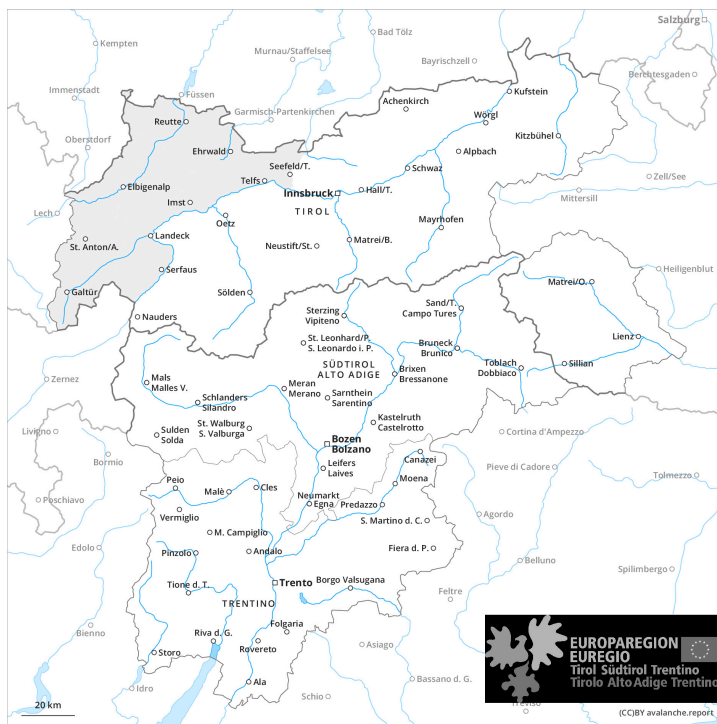 Salzburg
Kempten
Bad Tölz
Murnau/Staffelsee
Bayrischzell
Berchtesgaden
Immenstadt
Füssen
Achenkirch
Kufstein
Garmisch-Partenkirchen
Reutte
Wörgl
Oberstdorf
Ehrwald
Kitzbühel
Alpbach
Seefeld/T.
Schwaz
Telfs
Zell/See
Elbigenalp
Innsbruck
Hall/T.
Mittersill
Imst
TIROL
Lech
Oetz
Mayrhofen
Landeck
St. Anton/A.
Neustift/St.
Matrei/B.
Serfaus
Heiligenblut
Galtür
Sölden
Matrei/O.
Nauders
Sterzing
Vipiteno
Sand/T.
Campo Tures
Lienz
St. Leonhard/P.
S. Leonardo i. P.
Bruneck
Brunico
SÜDTIROL
ALTO ADIGE
Toblach
Dobbiaco
Sillian
Zernez
Mals
Malles V.
Meran
Merano
Brixen
Bressanone
Schlanders
Silandro
Sarnthein
Sarentino
St. Walburg
S. Valburga
Kastelruth
Castelrotto
Livigno
Sulden
Solda
Cortina d'Ampezzo
Bozen
Bolzano
Bormio
Canazei
Leifers
Laives
Pieve di Cadore
Tolmezzo
Peio
Malè
Cles
Moena
Poschiavo
Neumarkt
Egna
Predazzo
Vermiglio
Agordo
S. Martino d. C.
M. Campiglio
Edolo
Pinzolo
Andalo
Fiera d. P.
Belluno
Spilimbergo
Tione d. T.
Trento
Borgo Valsugana
Feltre
TRENTINO
Bienno
Folgaria
Riva d. G.
Storo
Rovereto
Asiago
Ala
Idro
Schio
Bassano d. G.
Treviso
EUROPAREGION
EUREGIO
Tirol Südtirol Trentino
Tirolo Alto Adige Trentino
20 km
(CC)BY avalanche.report